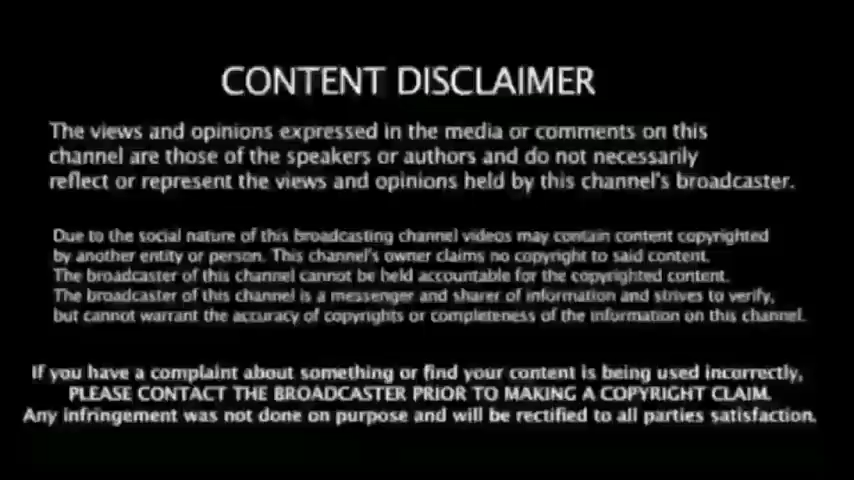 CONTENT DISCLAIMER
The views and opinions expressed in the media or comments on this
channel are those of the speakers or authors and do not necessarily
reflect or represent the views and opinions held by this channel's broadcaster.
Due to the social nature of this broadcasting channel videos may contain content copyrighted
by another entity or person. This channel's owner claims no copyright to said content.
The broadcaster of this channel cannot be held accountable for the copyrighted content.
The broadcaster of this channel is a messenger and sharer of information and strives to verify,
but cannot warrant the accuracy of copyrights or completeness of the information on this channel.
If you have a complaint about something or find your content is being used incorrectly,
PLEASE CONTACT THE BROADCASTER PRIOR TO MAKING A COPYRIGHT CLAIM.
Any infringement was not done on purpose and will be rectified to all parties satisfaction.